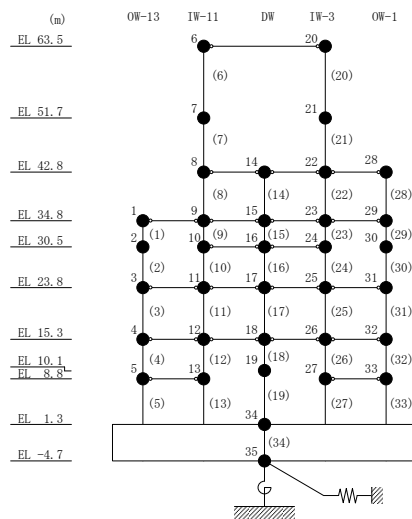 (m) OW-13 IW-11 DW IW-3 OW-1
EL 63.5 6 20
(6) (20)
EL 51.7 7 21
(7) (21)
EL 42.8 8 14 22 28
(8) (14) (22) (28)
EL 34.8 1 9 15 23 29
(1) (9) (15) (23) (29)
EL 30.5 2 10 16 24 30
(2) (10) (16) (24) (30)
EL 23.8 3 11 17 25 31
(3) (11) (17) (25) (31)
EL 15.3 4 12 18 26 32
(4) (12) (18) (26) (32)
EL 10.1 19
EL 8.8 5 13 27 33
(5) (13) (19) (27) (33)
EL 1.3 34
(34)
EL -4.7 35